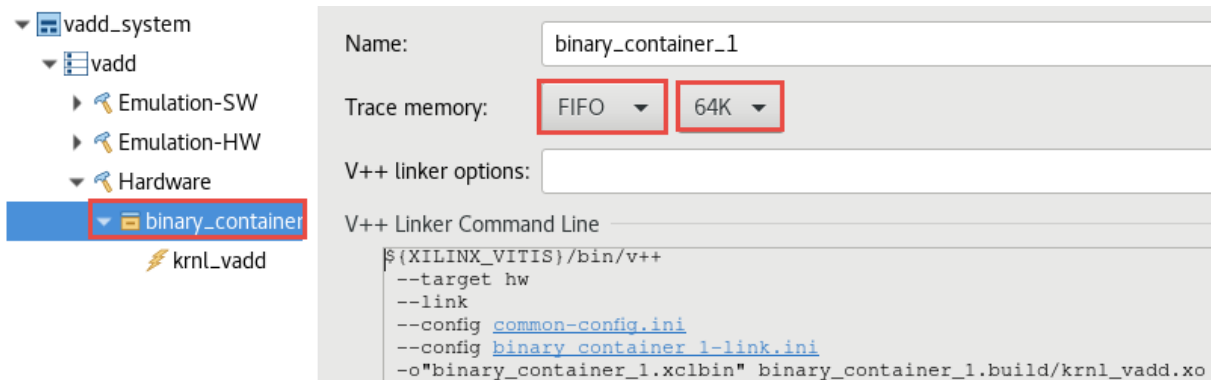 vadd_system
vadd
Emulation-SW
Emulation-HW
Hardware
binary_container
krnl_vadd
Name: binary_container_1
Trace memory: FIFO 64K
V++ linker options:
V++ Linker Command Line
${XILINX_VITIS}/bin/v++
--target hw
--link
--config common-config.ini
--config binary_container_1-link.ini
-o"binary_container_1.xclbin" binary_container_1.build/krnl_vadd.xo